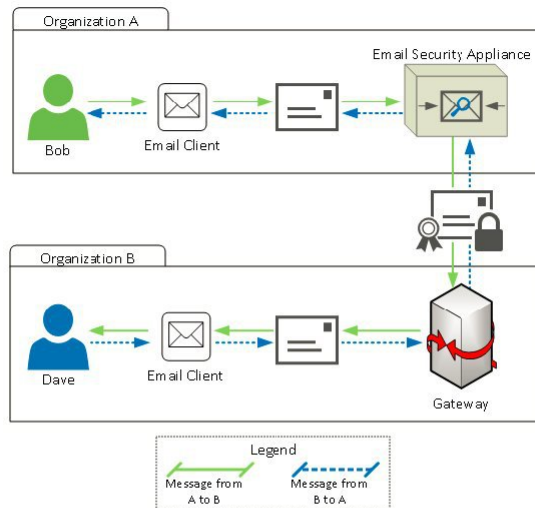 Organization A
Email Security Appliance
Bob
Email Client
Organization B
Dave
Email Client
Gateway
Legend
Message from
A to B
Message from
B to A